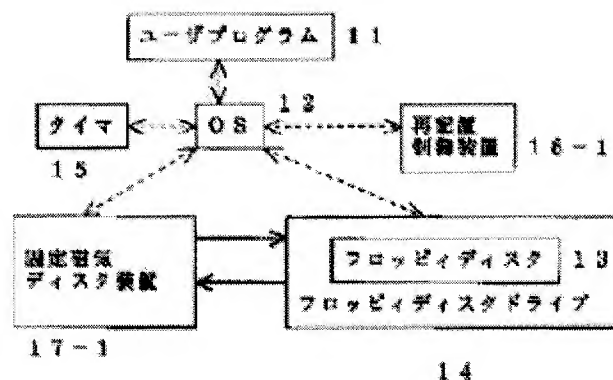 ユーザプログラム 11
12
タイマ OS 再配置
制御装置 16-1
15
固定磁気
ディスク装置
フロッピィディスク 13
フロッピィディスクドライブ
17-1
14